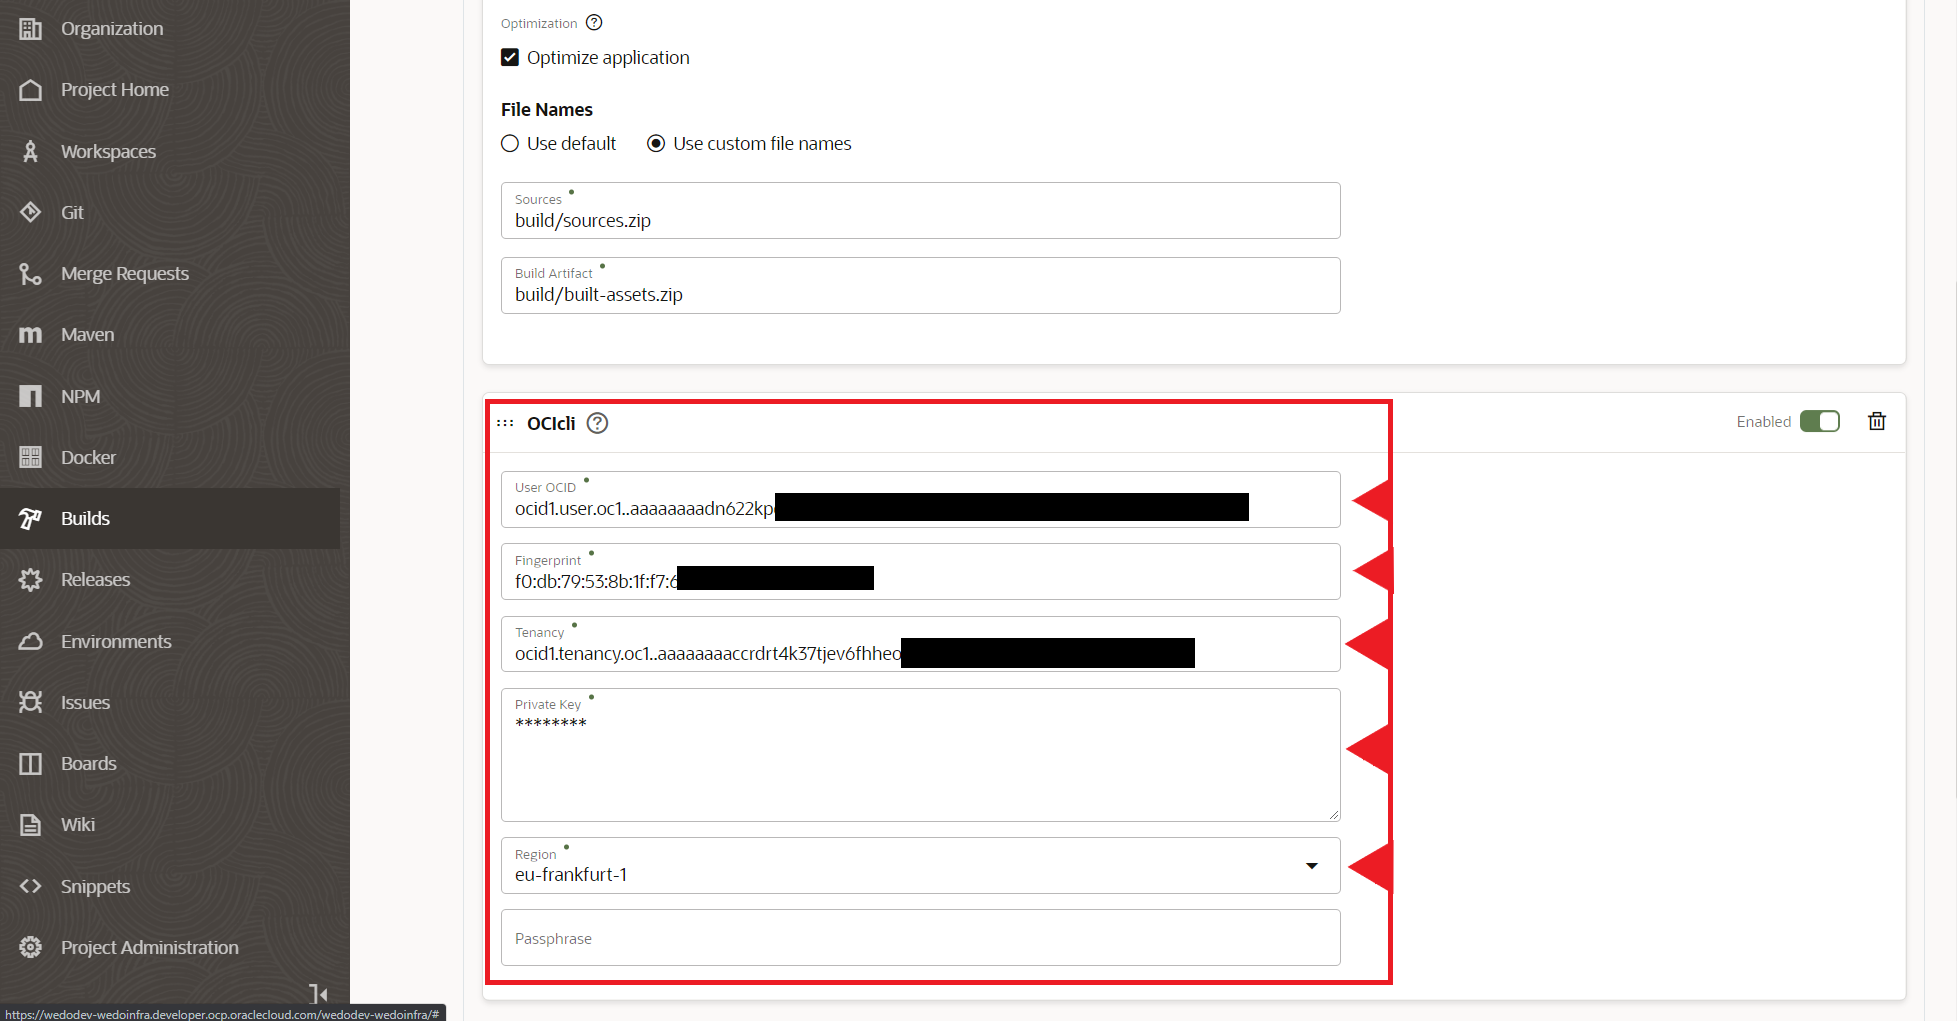 Organization
Project Home
Workspaces
Git
Merge Requests
Maven
NPM
Docker
Builds
Releases
Environments
Issues
Boards
Wiki
Snippets
Project Administration
https://wedodev-wedoinfra.developer.ocp.oraclecloud.com/wedodev-wedoinfra/#
Optimization
Optimize application
File Names
Use default Use custom file names
Sources
build/sources.zip
Build Artifact
build/built-assets.zip
OCIcli
Enabled
User OCID
ocid1.user.oc1..aaaaaaaadn622kp
Fingerprint
f0:db:79:53:8b:1f:f7:6
Tenancy
ocid1.tenancy.oc1..aaaaaaaaccrdrt4k37tjev6fhheo
Private Key
********
Region
eu-frankfurt-1
Passphrase